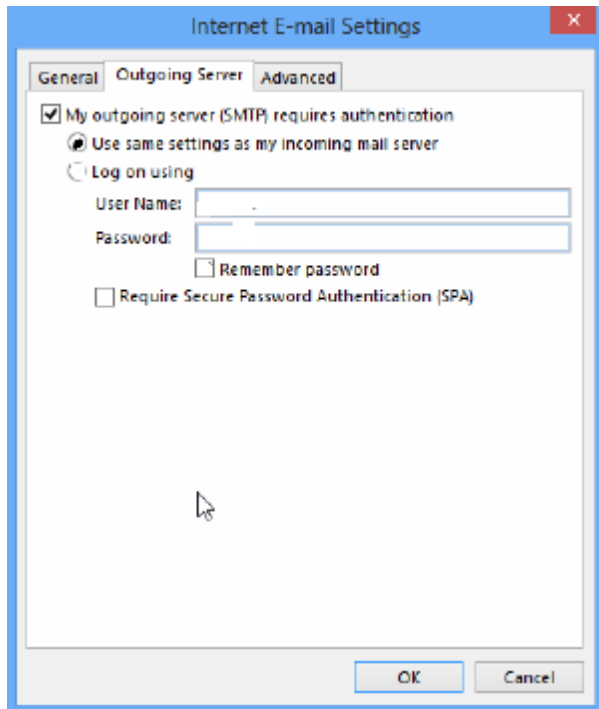 Internet E-mail Settings
General Outgoing Server Advanced
My outgoing server (SMTP) requires authentication
Use same settings as my incoming mail server
Log on using
User Name:
Password:
Remember password
Require Secure Password Authentication (SPA)
OK Cancel